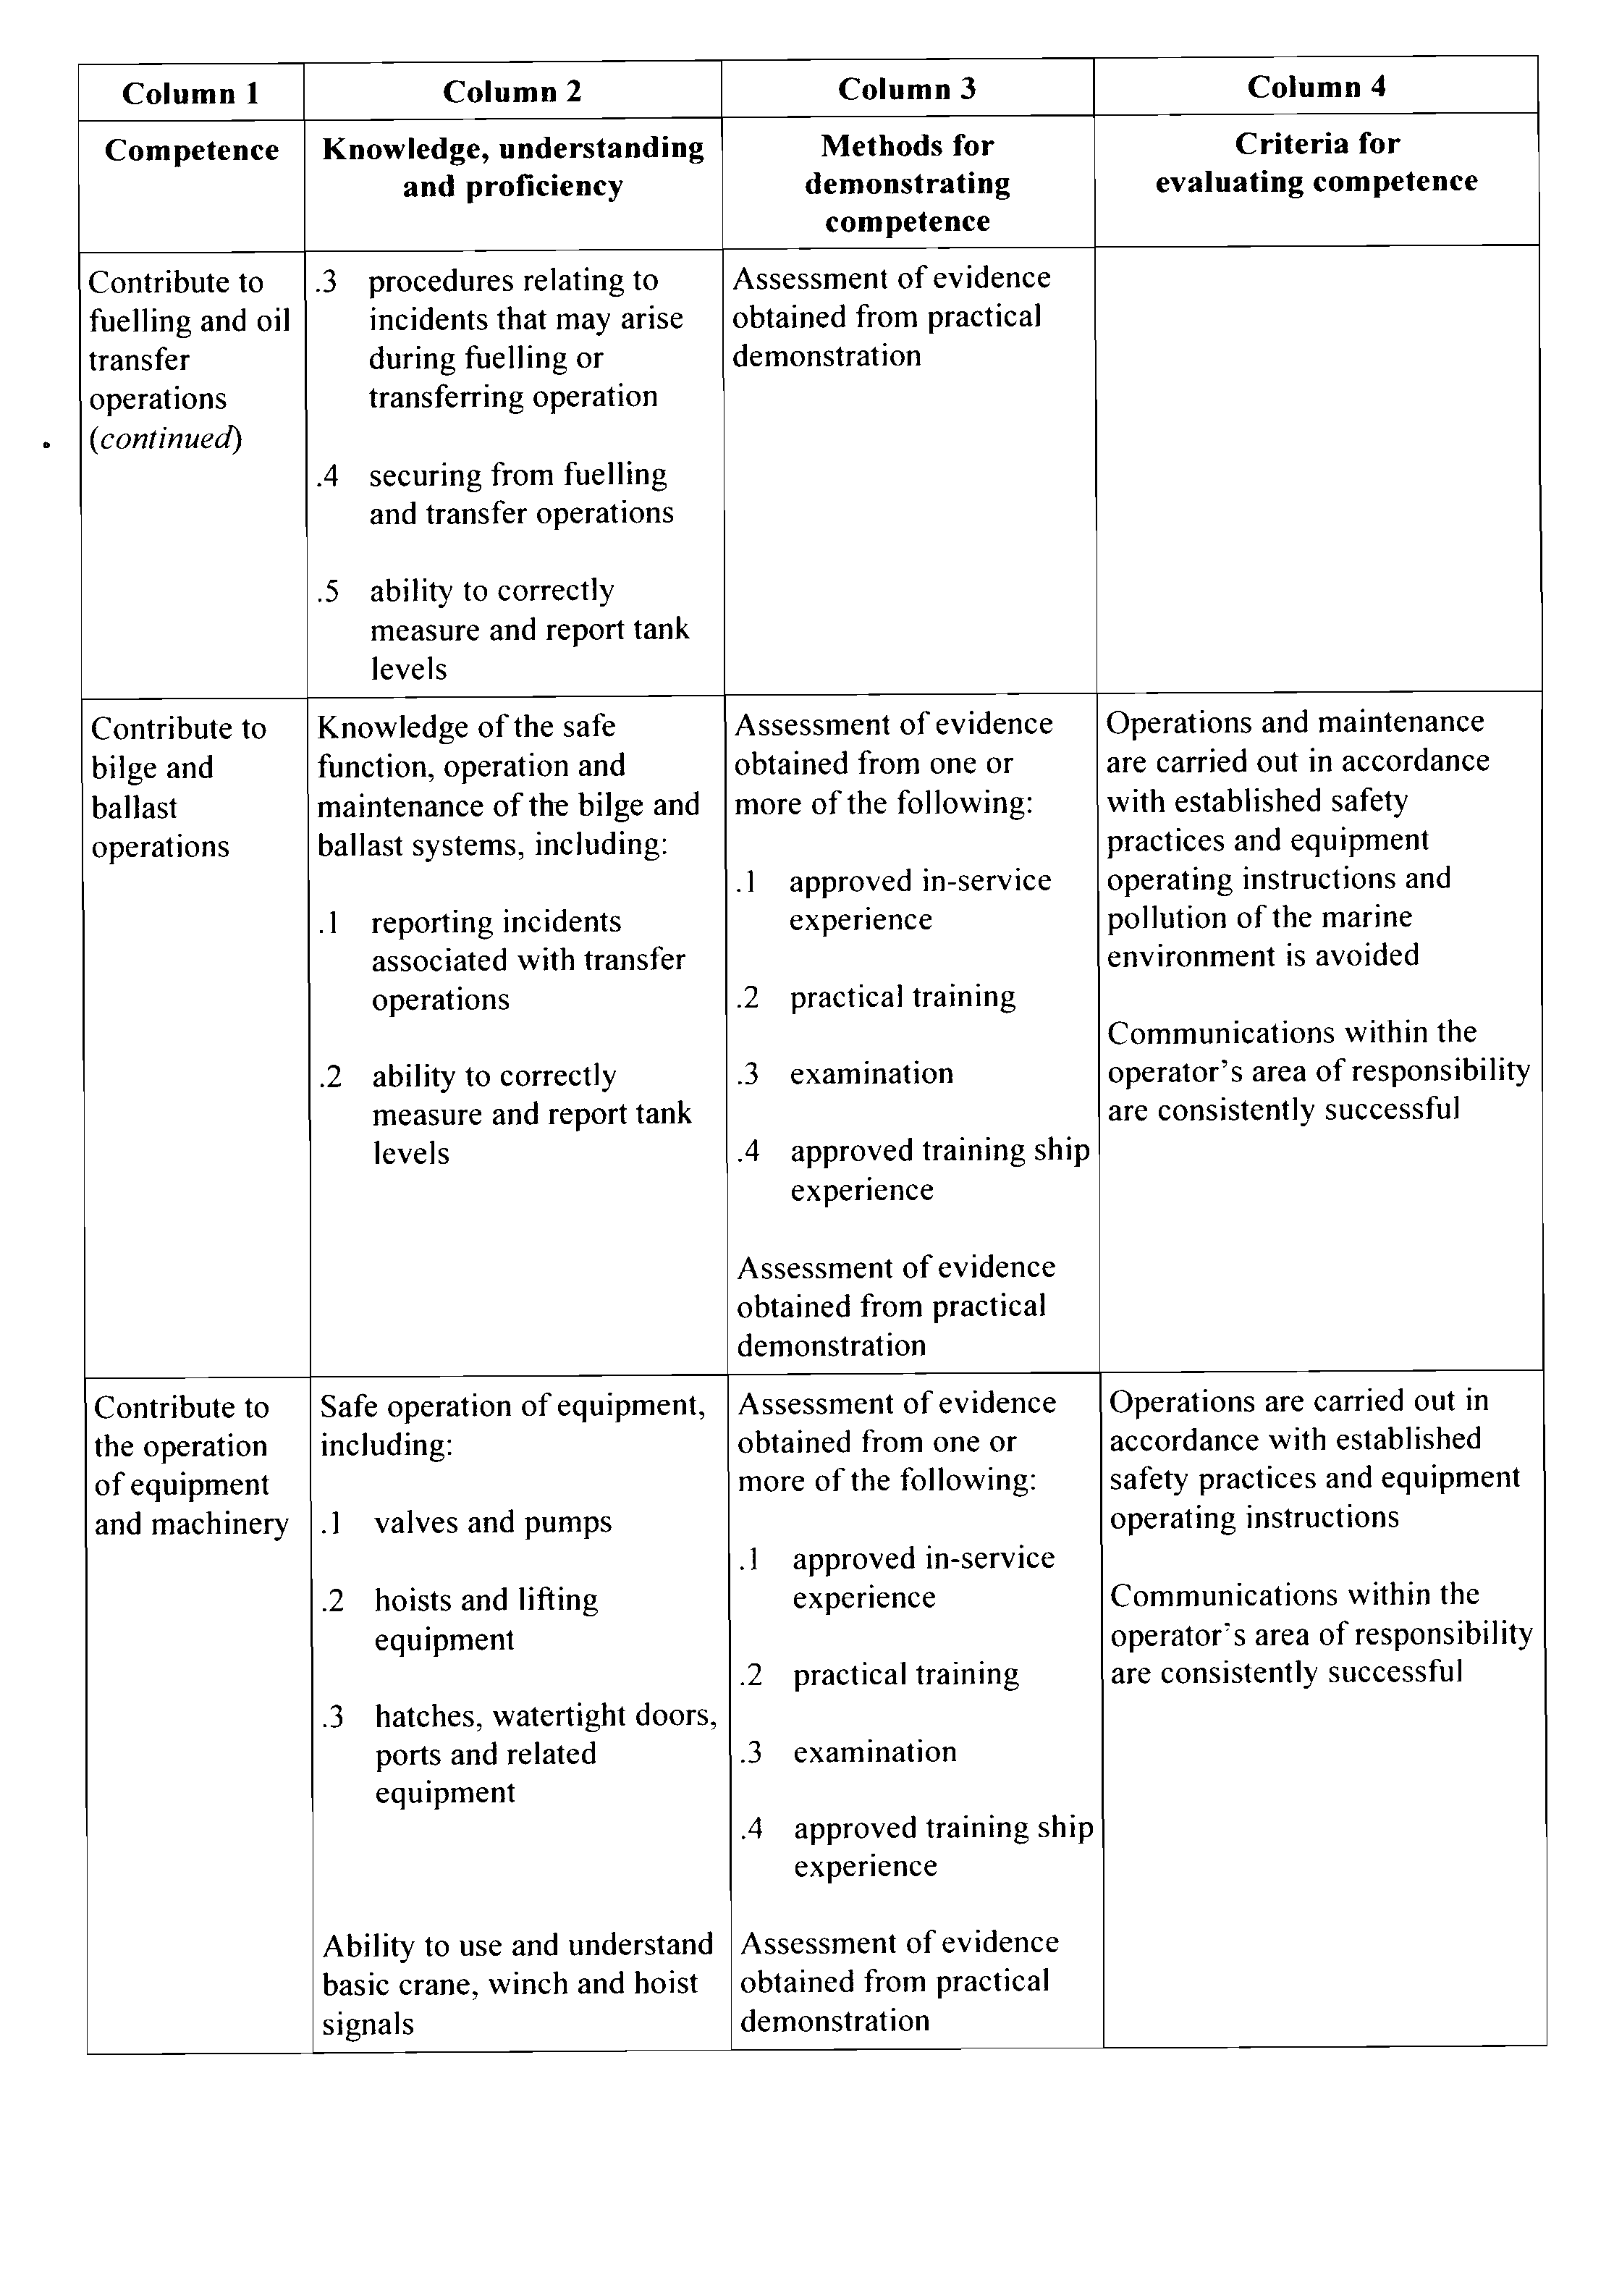 Column 1
Column 2
Column 3
Column 4
Competence
Knowledge, understanding
and proficiency
Methods for
demonstrating
competence
Criteria for
evaluating competence
Contribute to
fuelling and oil
transfer
operations
(continued)
.3 procedures relating to
incidents that may arise
during fuelling or
transferring operation
.4 securing from fuelling
and transfer operations
.5 ability to correctly
measure and report tank
levels
Assessment of evidence
obtained from practical
demonstration
Contribute to
bilge and
ballast
operations
Knowledge of the safe
function, operation and
maintenance of the bilge and
ballast systems, including:
.1 reporting incidents
associated with transfer
operations
.2 ability to correctly
measure and report tank
levels
Assessment of evidence
obtained from one or
more of the following:
.1 approved in-service
experience
.2 practical training
.3 examination
.4 approved training ship
experience
Assessment of evidence
obtained from practical
demonstration
Operations and maintenance
are carried out in accordance
with established safety
practices and equipment
operating instructions and
pollution of the marine
environment is avoided
Communications within the
operator's area of responsibility
are consistently successful
Contribute to
the operation
of equipment
and machinery
Safe operation of equipment,
including:
.1 valves and pumps
.2 hoists and lifting
equipment
.3 hatches, watertight doors,
ports and related
equipment
Ability to use and understand
basic crane, winch and hoist
signals
Assessment of evidence
obtained from one or
more of the following:
.1 approved in-service
experience
.2 practical training
.3 examination
.4 approved training ship
experience
Assessment of evidence
obtained from practical
demonstration
Operations are carried out in
accordance with established
safety practices and equipment
operating instructions
Communications within the
operator's area of responsibility
are consistently successful